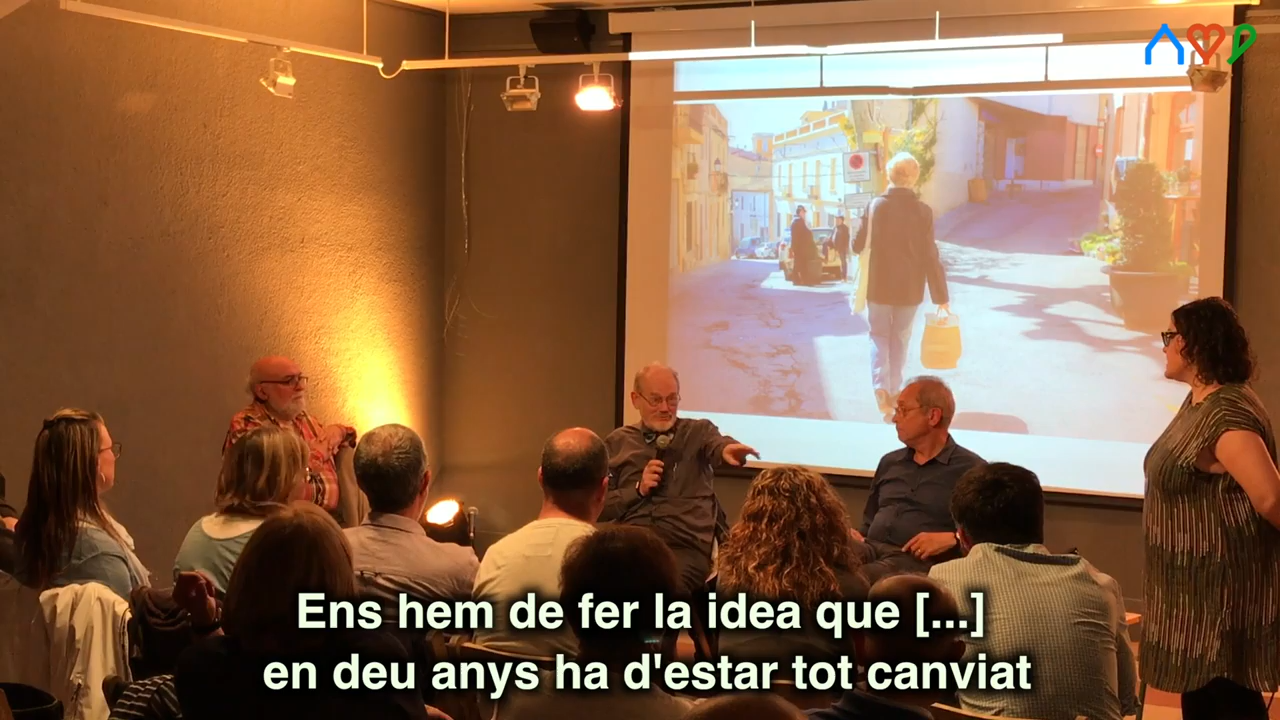 Ens hem de fer la idea que [...]
en deu anys ha d'estar tot canviat